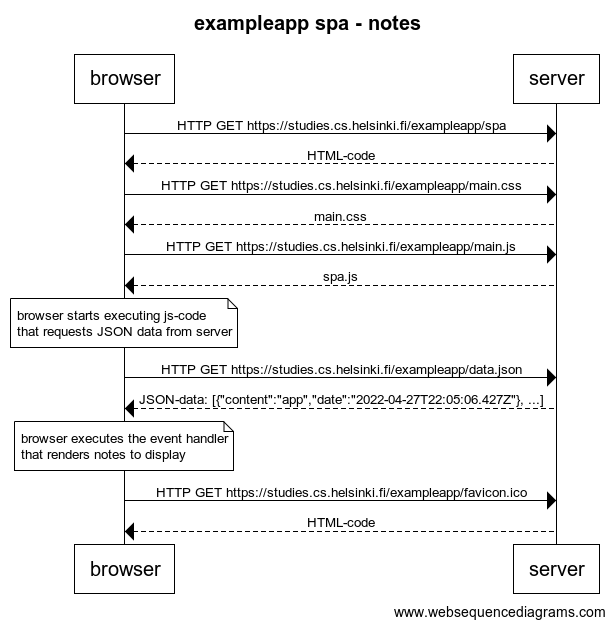 exampleapp spa - notes
browser
server
HTTP GET https://studies.cs.helsinki.fi/exampleapp/spa
HTML-code
HTTP GET https://studies.cs.helsinki.fi/exampleapp/main.css
main.css
HTTP GET https://studies.cs.helsinki.fi/exampleapp/main.js
spa.js
browser starts executing js-code
that requests JSON data from server
HTTP GET https://studies.cs.helsinki.fi/exampleapp/data.json
JSON-data: [{"content":"app","date":"2022-04-27T22:05:06.427Z"}, ...]
browser executes the event handler
that renders notes to display
HTTP GET https://studies.cs.helsinki.fi/exampleapp/favicon.ico
HTML-code
browser
server
www.websequencediagrams.com